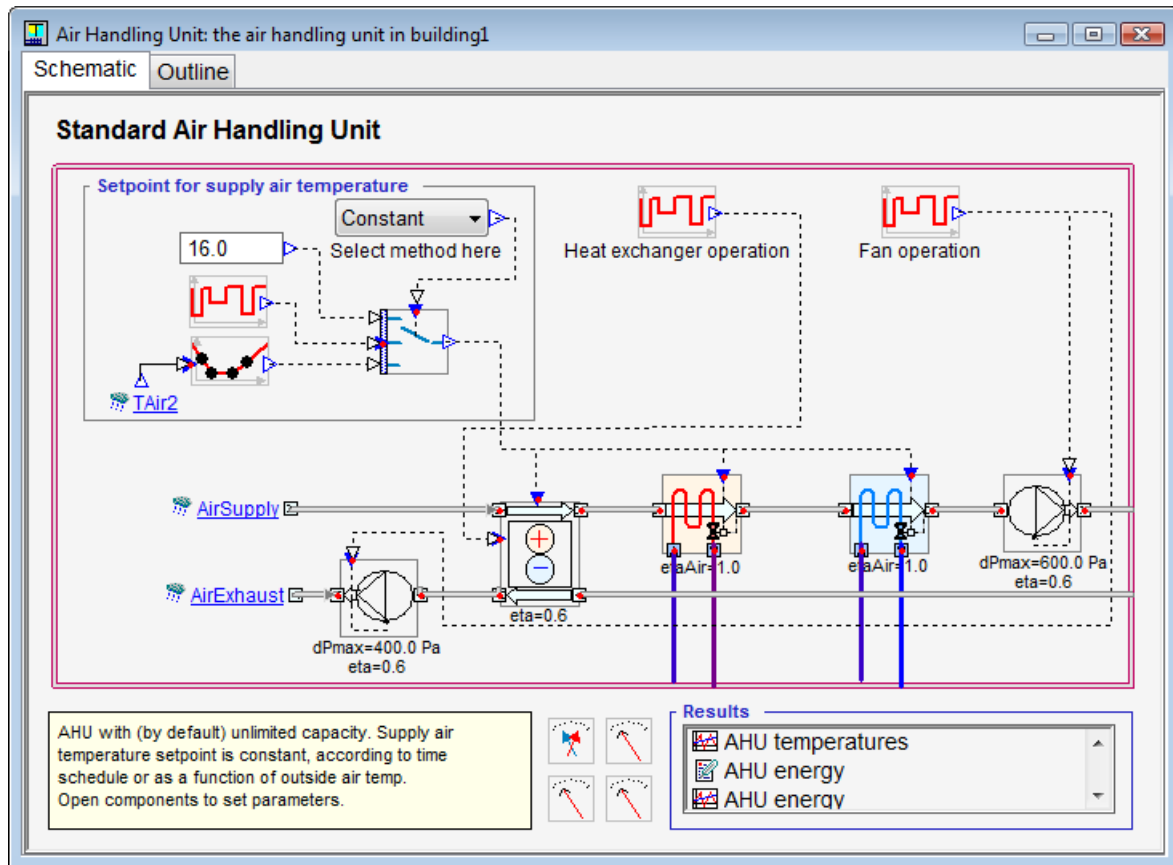 Air Handling Unit: the air handling unit in building1
Schematic
Outline
Standard Air Handling Unit
Setpoint for supply air temperature
Constant
Select method here
16.0
Heat exchanger operation
Fan operation
TAir2
AirSupply
etaAir=1.0
etaAir=1.0
dPmax=600.0 Pa
eta=0.6
AirExhaust
eta=0.6
dPmax=400.0 Pa
eta=0.6
AHU with (by default) unlimited capacity. Supply air
temperature setpoint is constant, according to time
schedule or as a function of outside air temp.
Open components to set parameters.
Results
AHU temperatures
AHU energy
AHU energy